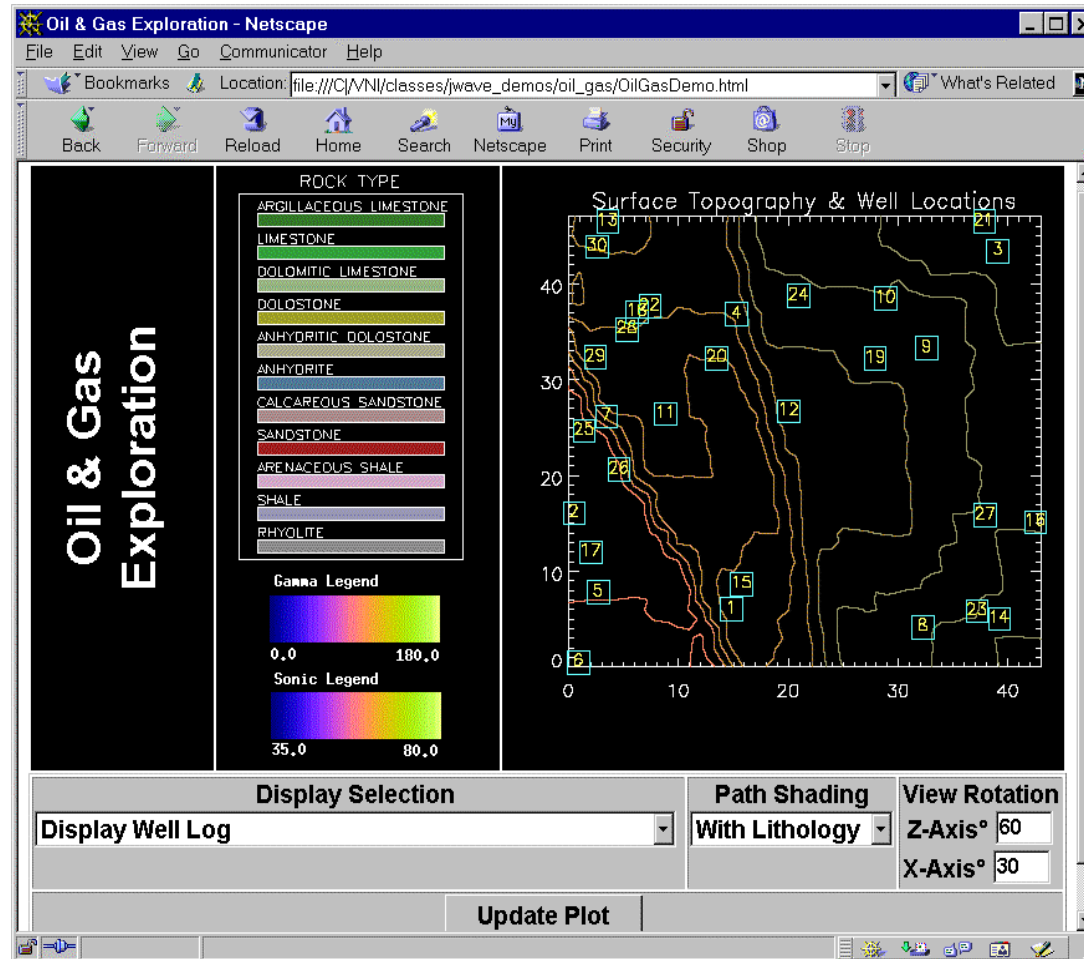 Oil & Gas Exploration - Netscape
File Edit View Go Communicator Help
Bookmarks Location: file:///C|/VNI/classes/jwave_demos/oil_gas/OilGasDemo.html What's Related
Back Forward Reload Home Search Netscape Print Security Shop Stop
My
Oil & Gas
Exploration
ROCK TYPE
ARGILLACEOUS LIMESTONE
LIMESTONE
DOLOMITIC LIMESTONE
DOLOSTONE
ANHYDRITIC DOLOSTONE
ANHYDRITE
CALCAREOUS SANDSTONE
SANDSTONE
ARENACEOUS SHALE
SHALE
RHYOLITE
Gamma Legend
0.0 180.0
Sonic Legend
35.0 80.0
Surface Topography & Well Locations
13 21
30 3
40 24 10
22
4
28
9
29 20 19
30
7 11 12
25
26
20
2 27 16
17
10 15
5
1 23 14
8
0 6
0 10 20 30 40
Display Selection Path Shading View Rotation
Display Well Log With Lithology Z-Axis° 60
X-Axis° 30
Update Plot